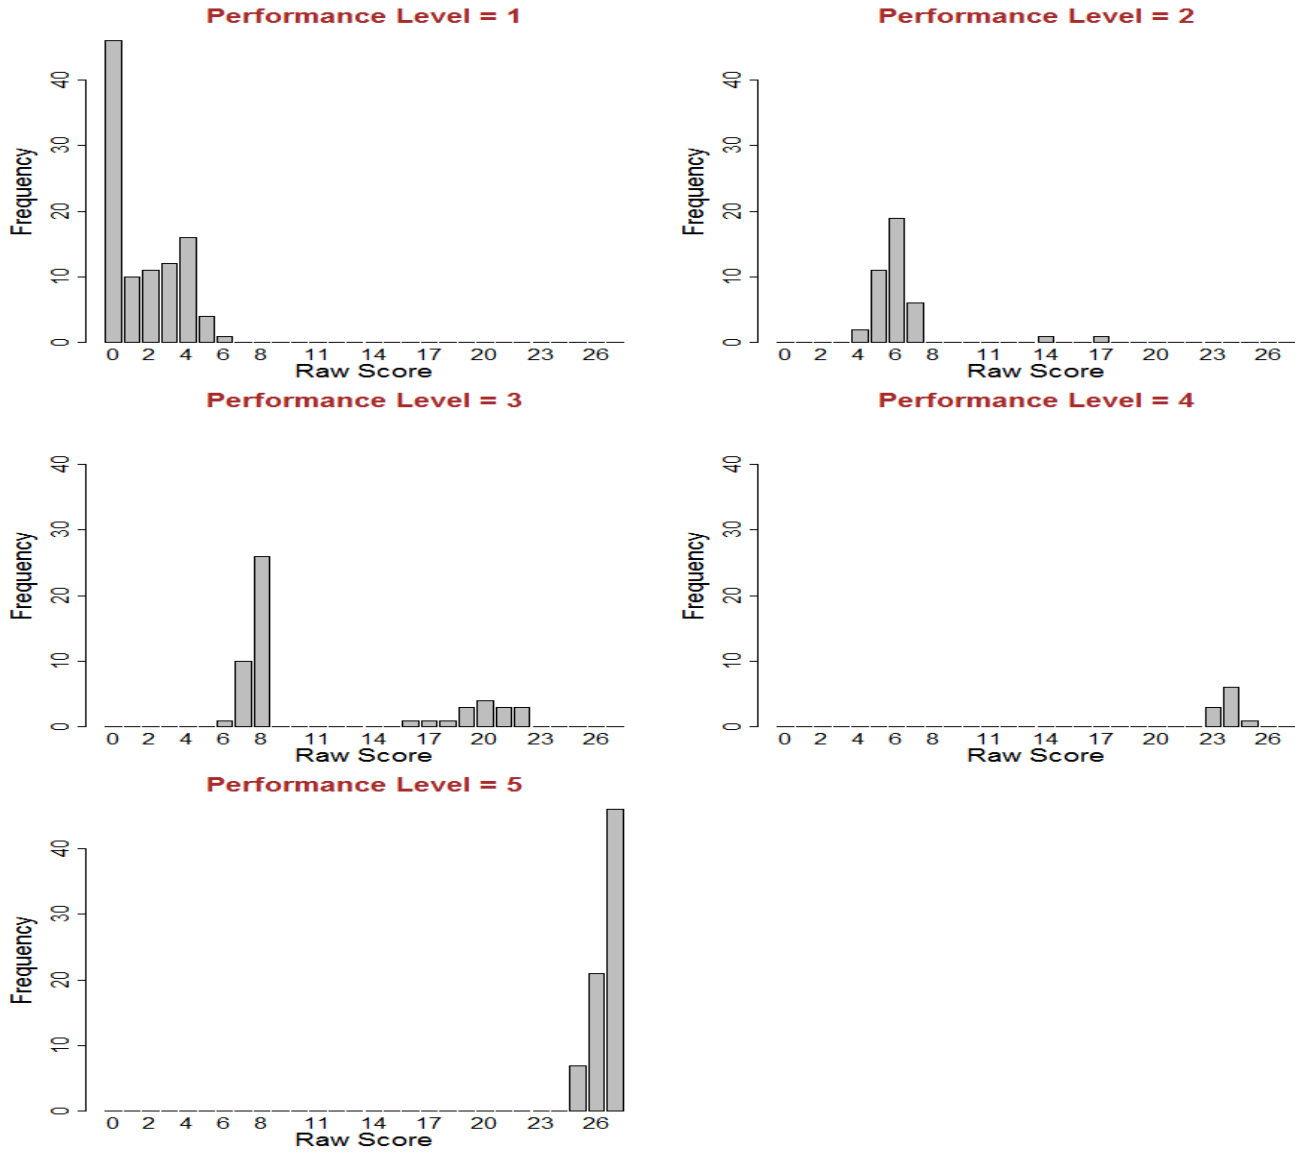 Performance Level = 1
Frequency
40
30
20
10
0
0 2 4 6 8 11 14 17 20 23 26
Raw Score
Performance Level = 2
Frequency
40
30
20
10
0
0 2 4 6 8 11 14 17 20 23 26
Raw Score
Performance Level = 3
Frequency
40
30
20
10
0
0 2 4 6 8 11 14 17 20 23 26
Raw Score
Performance Level = 4
Frequency
40
30
20
10
0
0 2 4 6 8 11 14 17 20 23 26
Raw Score
Performance Level = 5
Frequency
40
30
20
10
0
0 2 4 6 8 11 14 17 20 23 26
Raw Score